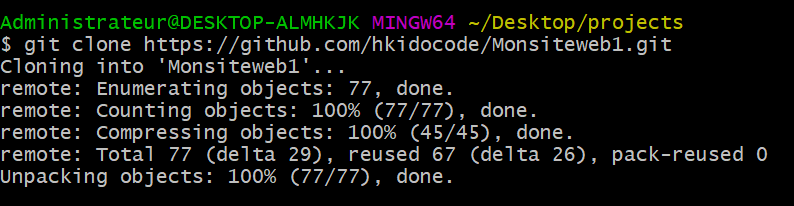 Administrateur@DESKTOP-ALMHKJK MINGW64 ~/Desktop/projects
$ git clone https://github.com/hkidocode/Monsiteweb1.git
Cloning into 'Monsiteweb1'...
remote: Enumerating objects: 77, done.
remote: Counting objects: 100% (77/77), done.
remote: Compressing objects: 100% (45/45), done.
remote: Total 77 (delta 29), reused 67 (delta 26), pack-reused 0
Unpacking objects: 100% (77/77), done.